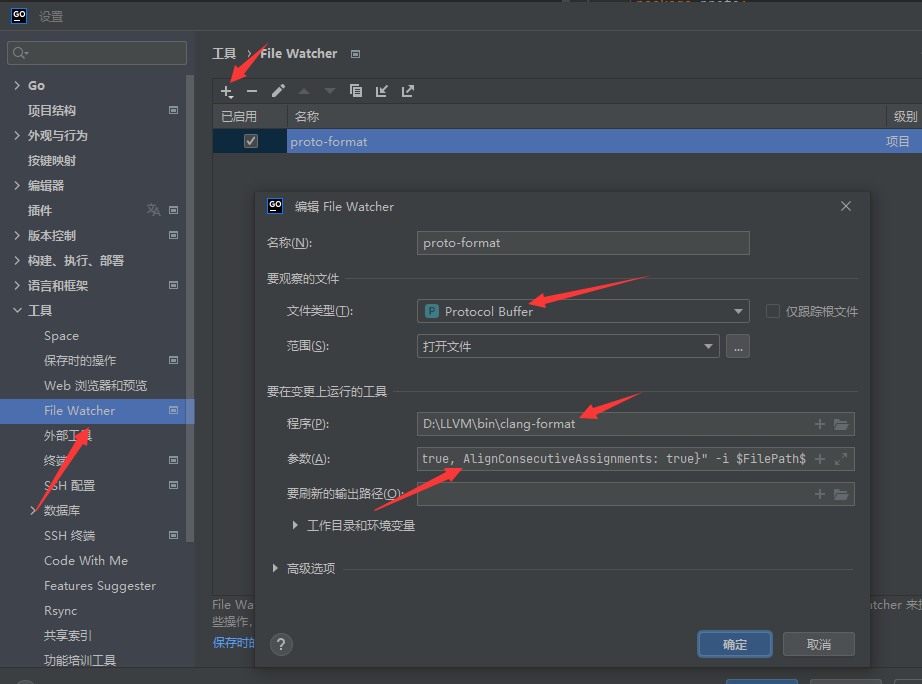 GO 设置
工具 › File Watcher
Go
项目结构
外观与行为
按键映射
编辑器
插件
版本控制
构建、执行、部署
语言和框架
工具
Space
保存时的操作
Web 浏览器和预览
File Watcher
外部工具
终端
SSH 配置
数据库
SSH 终端
Code With Me
Features Suggester
Rsync
共享索引
功能培训工具
已启用 名称 级别
proto-format 项目
GO 编辑 File Watcher
名称(N): proto-format
要观察的文件
文件类型(T): P Protocol Buffer 仅跟踪根文件
范围(S): 打开文件 ...
要在变更上运行的工具
程序(P): D:\LLVM\bin\clang-format
参数(A): true, AlignConsecutiveAssignments: true}" -i $FilePath$
要刷新的输出路径(O):
工作目录和环境变量
高级选项
File Wa
tcher 来
些操作,
保存时的
? 确定 取消